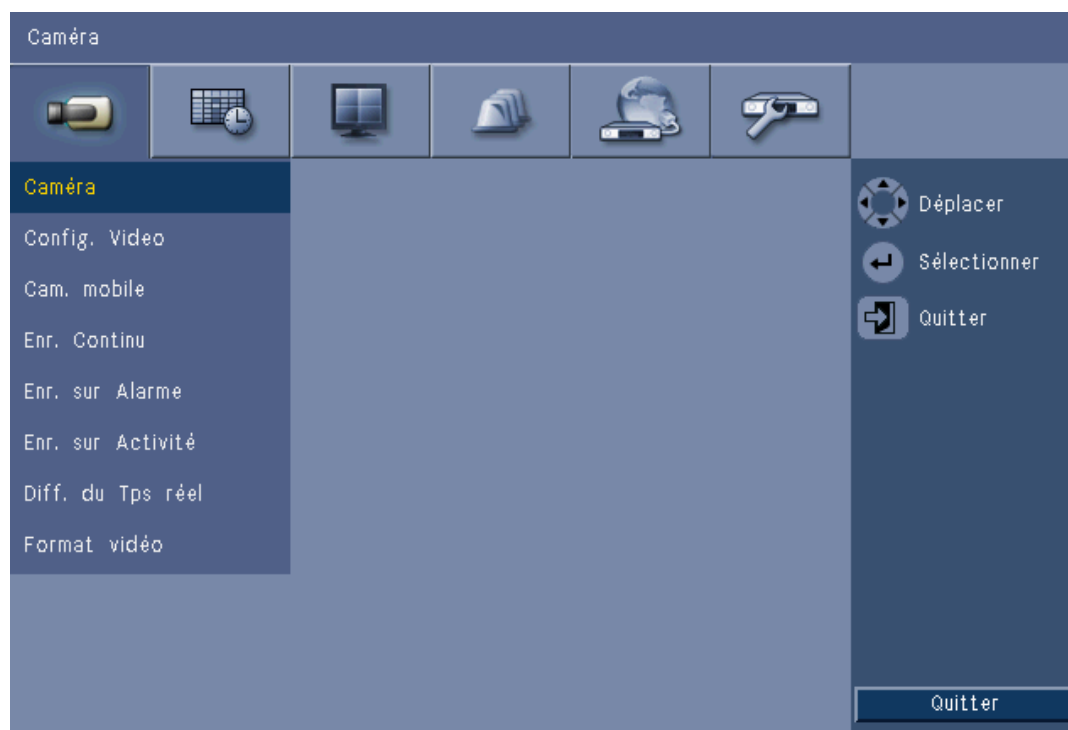 Caméra
Caméra
Config. Video
Cam. mobile
Enr. Continu
Enr. sur Alarme
Enr. sur Activité
Diff. du Tps réel
Format vidéo
Déplacer
Sélectionner
Quitter
Quitter